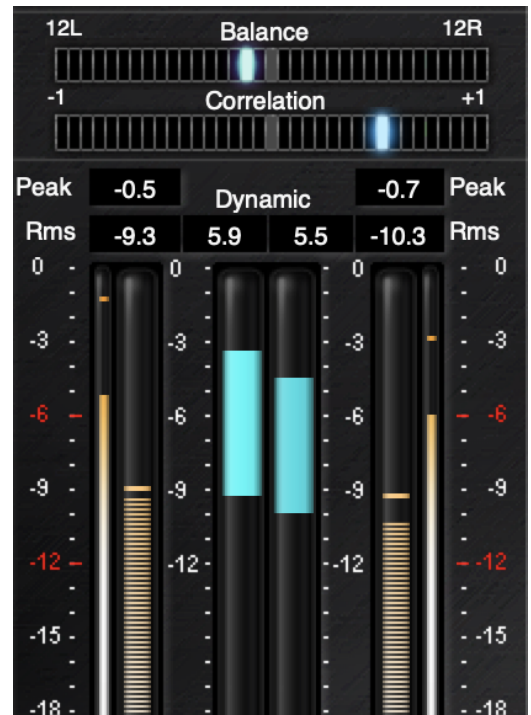 12L Balance 12R
-1 Correlation +1
Peak -0.5 Dynamic -0.7 Peak
Rms -9.3 5.9 5.5 -10.3 Rms
0 - 0 - - 0 - - 0
-3 - -3 - - -3 - - -3
-6 - -6 - - -6 - - -6
-9 - -9 - - -9 - - -9
-12 - -12 - - -12 - - -12
-15 - - -15
-18 - - -18